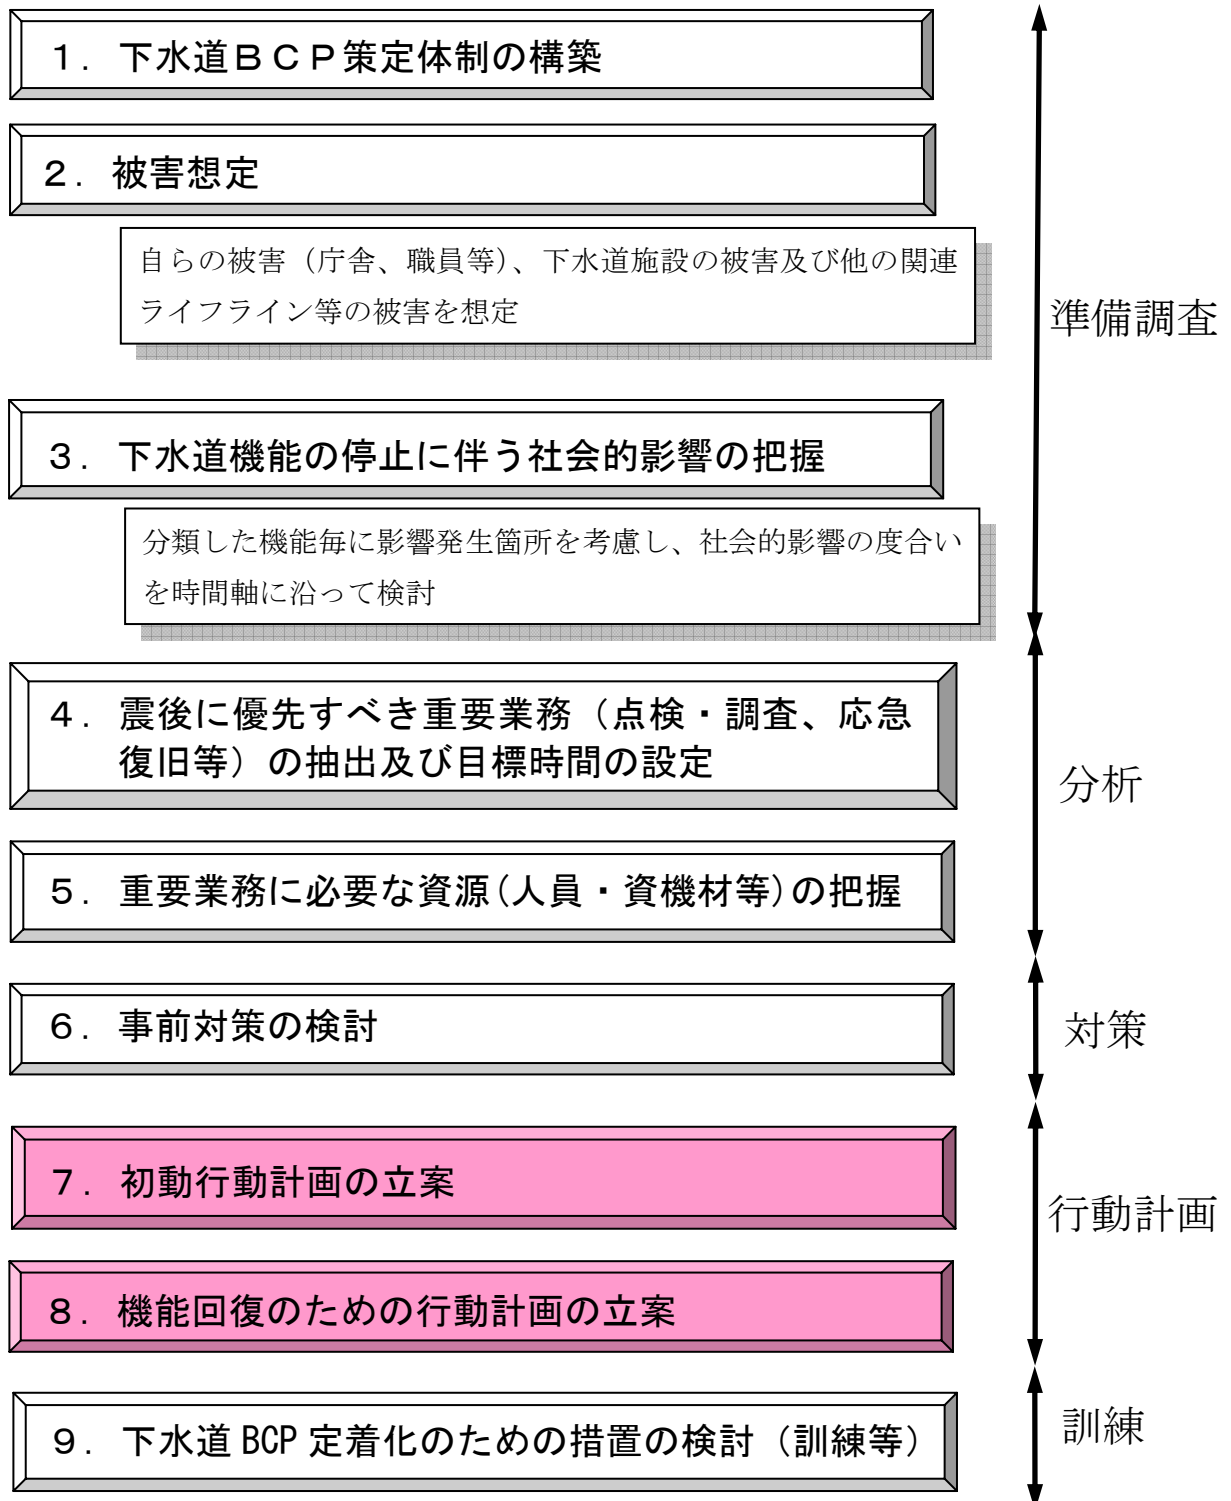 １．下水道ＢＣＰ策定体制の構築
２．被害想定
自らの被害（庁舎、職員等）、下水道施設の被害及び他の関連
ライフライン等の被害を想定
準備調査
３．下水道機能の停止に伴う社会的影響の把握
分類した機能毎に影響発生箇所を考慮し、社会的影響の度合い
を時間軸に沿って検討
４．震後に優先すべき重要業務（点検・調査、応急
復旧等）の抽出及び目標時間の設定
分析
５．重要業務に必要な資源(人員・資機材等)の把握
６．事前対策の検討
対策
７．初動行動計画の立案
行動計画
８．機能回復のための行動計画の立案
９．下水道 BCP 定着化のための措置の検討（訓練等）
訓練